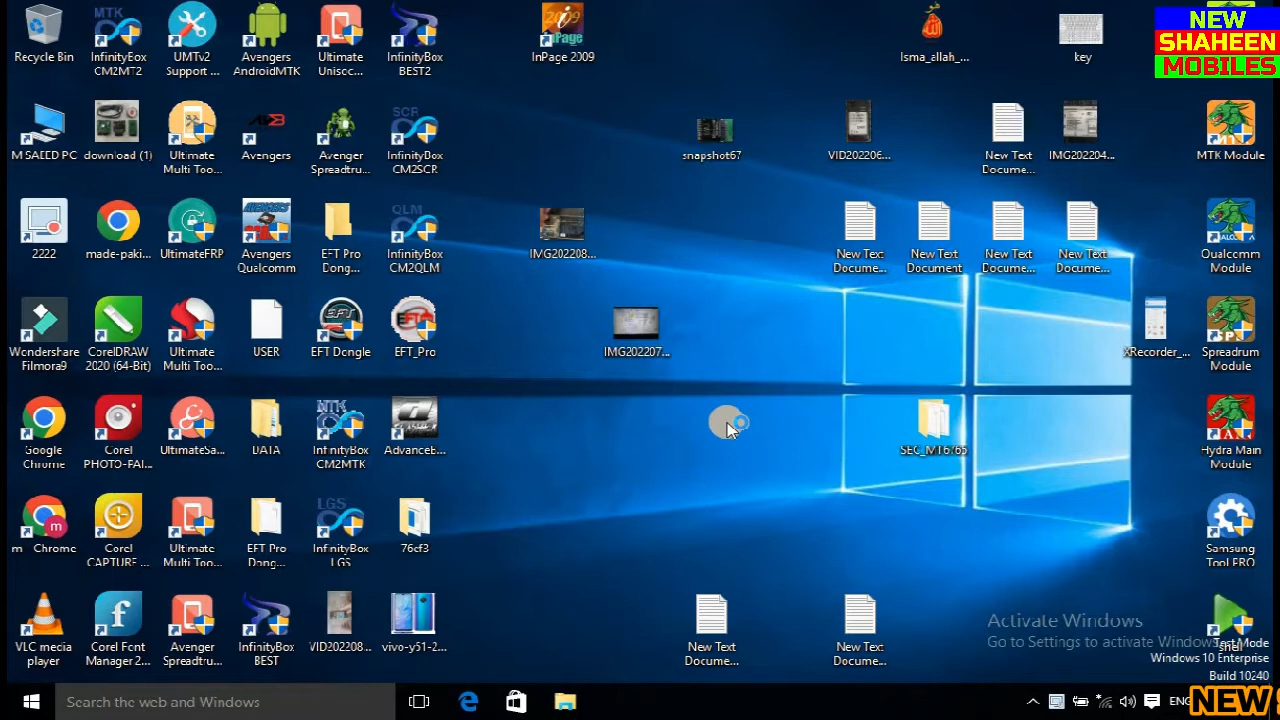 NEW
SHAHEEN
MOBILES
Recycle Bin
MTK
InfinityBox
CM2MT2
UMTv2
Support ...
Avengers
AndroidMTK
Ultimate
Unisoc...
InfinityBox
BEST2
InPage 2009
Isma_allah_...
key
M SAEED PC
download (1)
Ultimate
Multi Too...
Avengers
Avenger
Spreadtru...
SCR
InfinityBox
CM2SCR
snapshot67
VID202206...
New Text
Docume...
IMG202204...
MTK Module
2222
made-paki...
UltimateFRP
Avengers
Qualcomm
EFT Pro
Dong...
QLM
InfinityBox
CM2QLM
IMG202208...
New Text
Docume...
New Text
Document
New Text
Docume...
New Text
Docume...
Qualcomm
Module
Wondershare
Filmora9
CorelDRAW
2020 (64-Bit)
Ultimate
Multi Too...
USER
EFT
EFT Dongle
EFT
EFT_Pro
IMG202207...
XRecorder_...
Spreadrum
Module
Google
Chrome
Corel
PHOTO-PAI...
UltimateSa...
DATA
MTK
InfinityBox
CM2MTK
AdvanceB...
SEC_MT6765
Hydra Main
Module
m - Chrome
Corel
CAPTURE ...
Ultimate
Multi Too...
EFT Pro
Dong...
LGS
InfinityBox
LGS
76cf3
Samsung
Tool PRO
VLC media
player
Corel Font
Manager 2...
Avenger
Spreadtru...
InfinityBox
BEST
VID202208...
vivo-y31-2...
New Text
Docume...
New Text
Docume...
shell
Activate Windows
Go to Settings to activate Windows.
Test Mode
Windows 10 Enterprise
Build 10240
Search the web and Windows
ENG
NEW